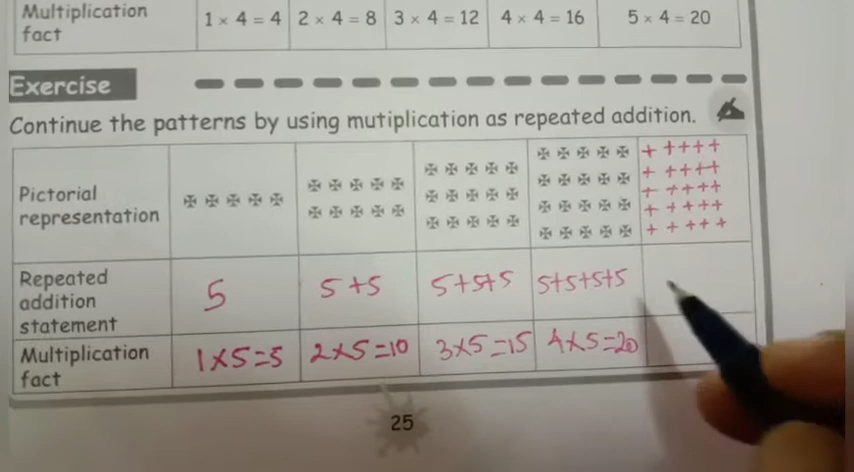 Multiplication fact 1 × 4 = 4 2 × 4 = 8 3 × 4 = 12 4 × 4 = 16 5 × 4 = 20
Exercise
Continue the patterns by using mutiplication as repeated addition.
Pictorial
representation
+ + + + +
+ + + + +
+ + + + +
+ + + + +
+ + + + +
Repeated
addition
statement
5 5+5 5+5+5 5+5+5+5
Multiplication
fact
1×5=5 2×5=10 3×5=15 4×5=20
25